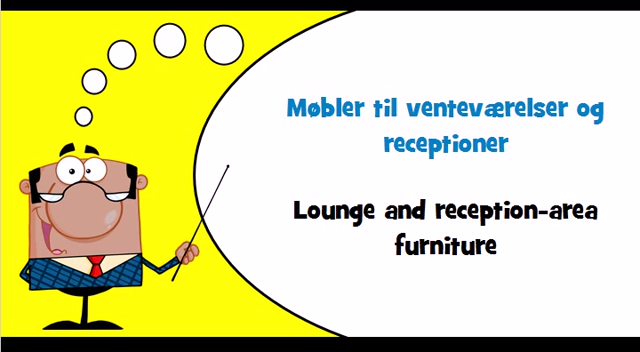 Møbler til venteværelser og
receptioner
Lounge and reception-area
furniture